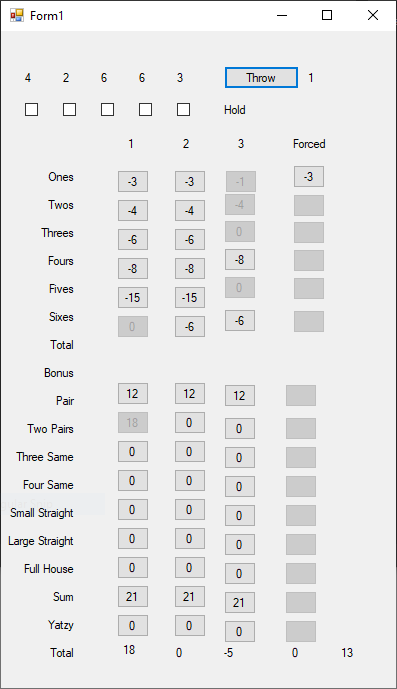 Form1
4 2 6 6 3 Throw 1
Hold
1 2 3 Forced
Ones -3 -3 -1 -3
Twos -4 -4 -4
Threes -6 -6 0
Fours -8 -8 -8
Fives -15 -15 0
Sixes 0 -6 -6
Total
Bonus
Pair 12 12 12
Two Pairs 18 0 0
Three Same 0 0 0
Four Same 0 0 0
Small Straight 0 0 0
Large Straight 0 0 0
Full House 0 0 0
Sum 21 21 21
Yatzy 0 0 0
Total 18 0 -5 0 13